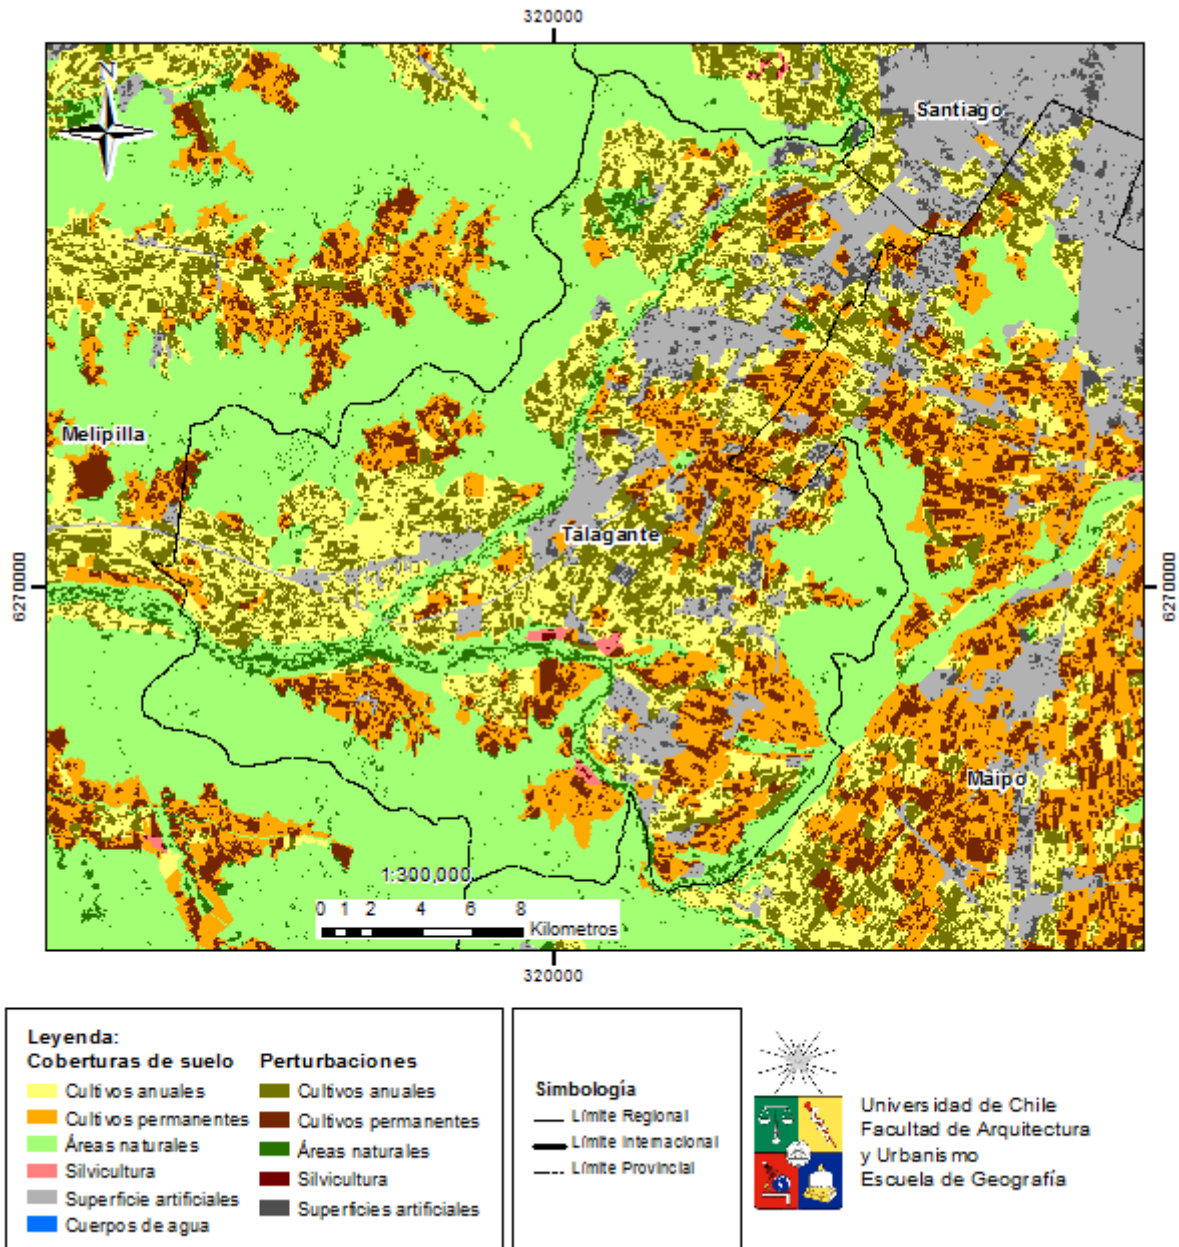 320000
N
Santiago
Melipilla
Talagante
6270000
6270000
Maipo
1:300,000
0 1 2 4 6 8
Kilometros
320000
Leyenda:
Coberturas de suelo
Cultivos anuales
Cultivos permanentes
Áreas naturales
Silvicultura
Superficie artificiales
Cuerpos de agua
Perturbaciones
Cultivos anuales
Cultivos permanentes
Áreas naturales
Silvicultura
Superficies artificiales
Simbología
Límite Regional
Límite Internacional
Límite Provincial
Universidad de Chile
Facultad de Arquitectura
y Urbanismo
Escuela de Geografía